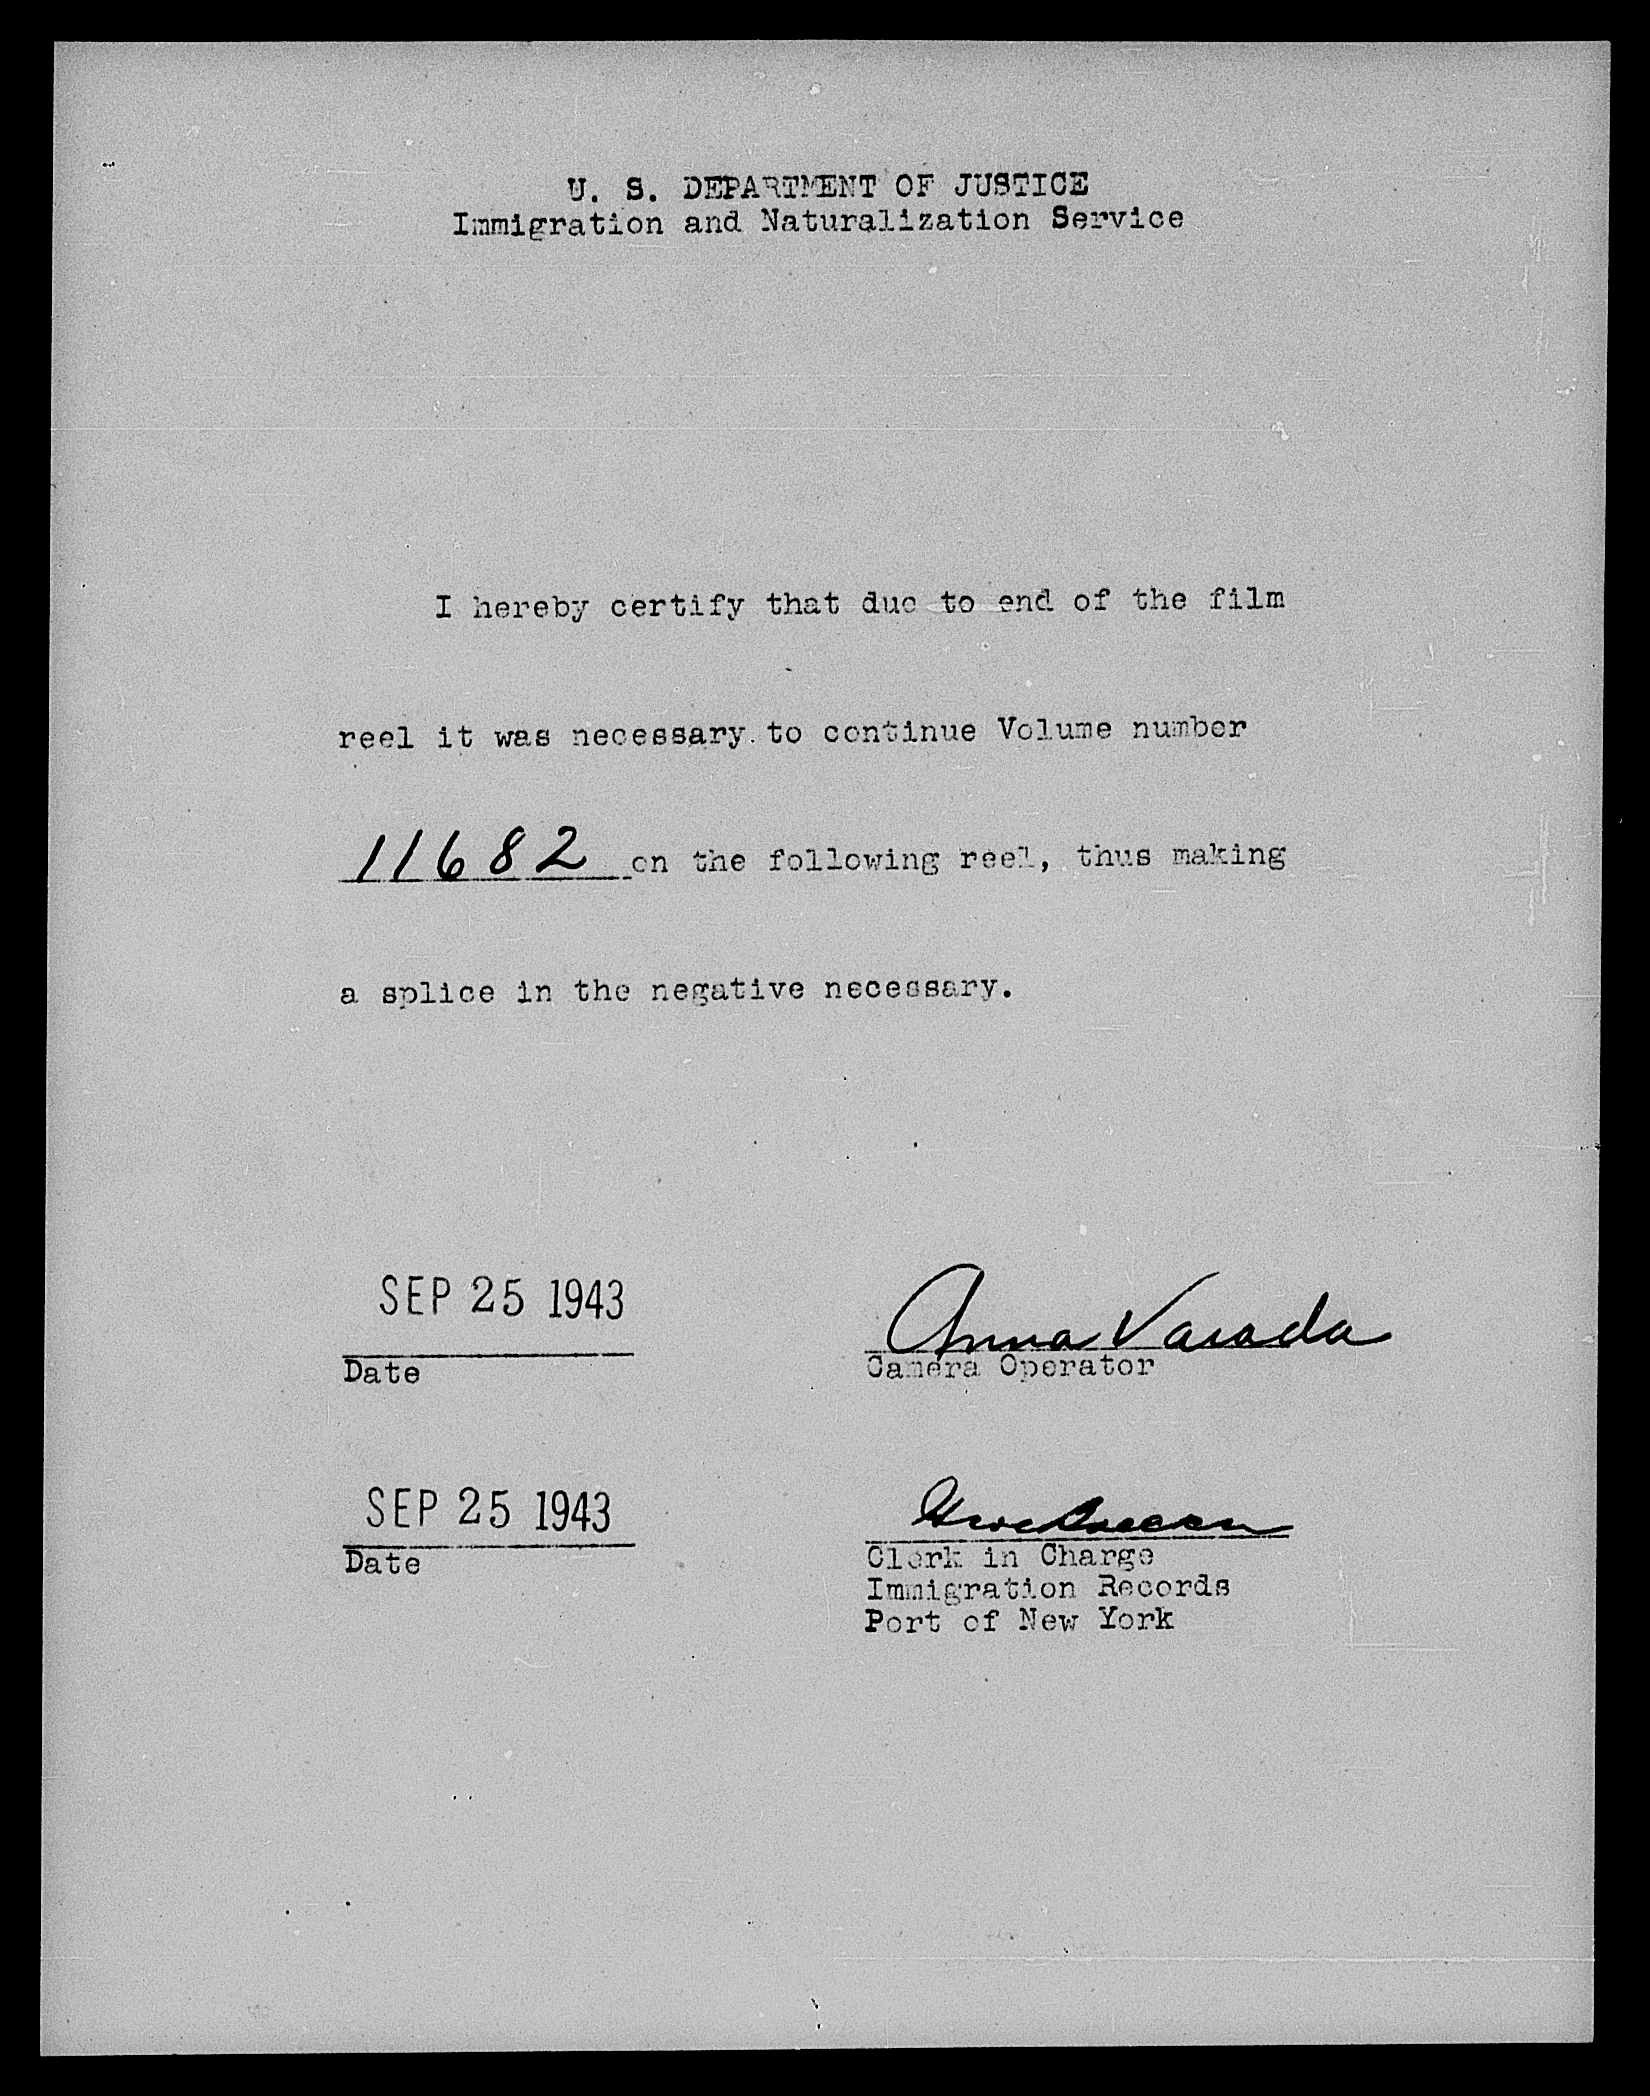 U. S. DEPARTMENT OF JUSTICE
Immigration and Naturalization Service
I hereby certify that due to end of the film
reel it was necessary to continue Volume number
11682 on the following reel, thus making
a splice in the negative necessary.
SEP 25 1943
Anna Varada
Date
Camera Operator
SEP 25 1943
Date
Clerk in Charge
Immigration Records
Port of New York